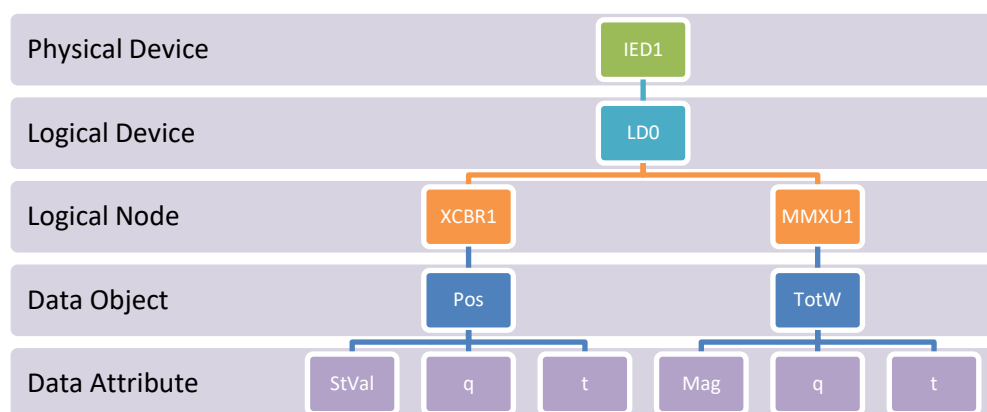 Physical Device IED1
Logical Device LD0
Logical Node XCBR1 MMXU1
Data Object Pos TotW
Data Attribute StVal q t Mag q t